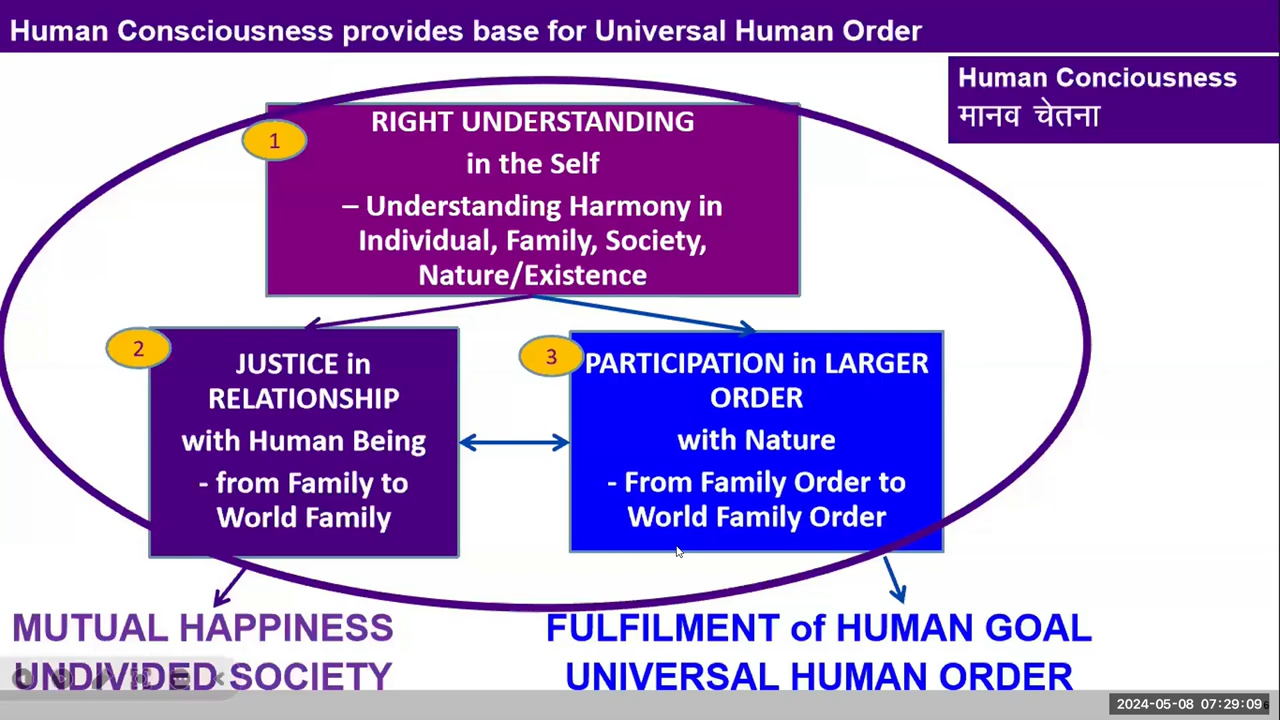 Human Consciousness provides base for Universal Human Order
Human Conciousness
मानव चेतना
1
RIGHT UNDERSTANDING
in the Self
– Understanding Harmony in
Individual, Family, Society,
Nature/Existence
2
JUSTICE in
RELATIONSHIP
with Human Being
- from Family to
World Family
3
PARTICIPATION in LARGER
ORDER
with Nature
- From Family Order to
World Family Order
MUTUAL HAPPINESS
UNDIVIDED SOCIETY
FULFILMENT of HUMAN GOAL
UNIVERSAL HUMAN ORDER
2024-05-08 07:29:09